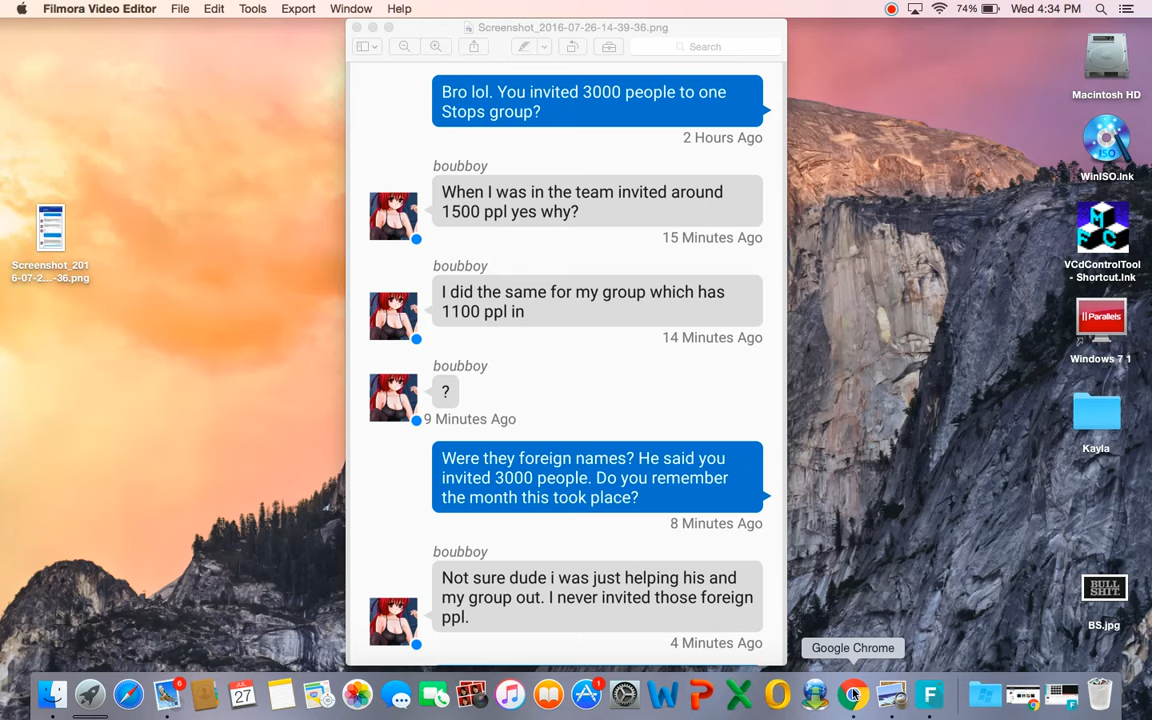 Filmora Video Editor File Edit Tools Export Window Help 74% Wed 4:34 PM
Screenshot_2016-07-26-14-39-36.png
Search
Bro lol. You invited 3000 people to one
Stops group?
2 Hours Ago
boubboy
When I was in the team invited around
1500 ppl yes why?
15 Minutes Ago
boubboy
I did the same for my group which has
1100 ppl in
14 Minutes Ago
boubboy
?
9 Minutes Ago
Were they foreign names? He said you
invited 3000 people. Do you remember
the month this took place?
8 Minutes Ago
boubboy
Not sure dude i was just helping his and
my group out. I never invited those foreign
ppl.
4 Minutes Ago
Screenshot_201
6-07-2...-36.png
Macintosh HD
ISO
WinISO.lnk
M
F C
VCdControlTool
- Shortcut.lnk
|| Parallels
Windows 7 1
Kayla
BULL
SHIT.
BS.jpg
Google Chrome
6
JUL
27
1
W
P
X
O
F